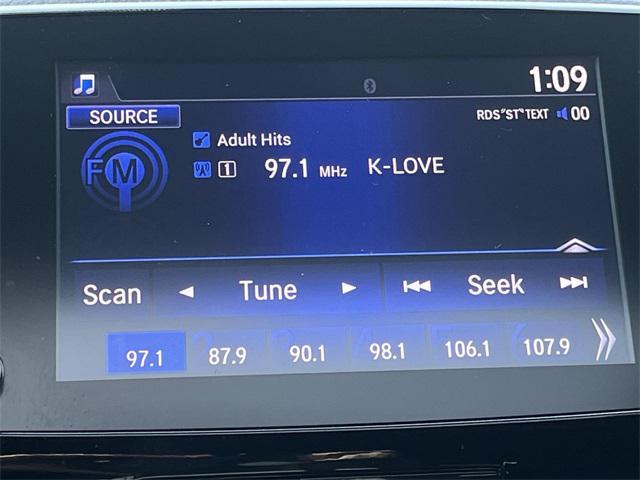 1:09
SOURCE
RDS "ST" TEXT 00
FM
Adult Hits
1 97.1 MHz K-LOVE
Scan Tune Seek
97.1 87.9 90.1 98.1 106.1 107.9